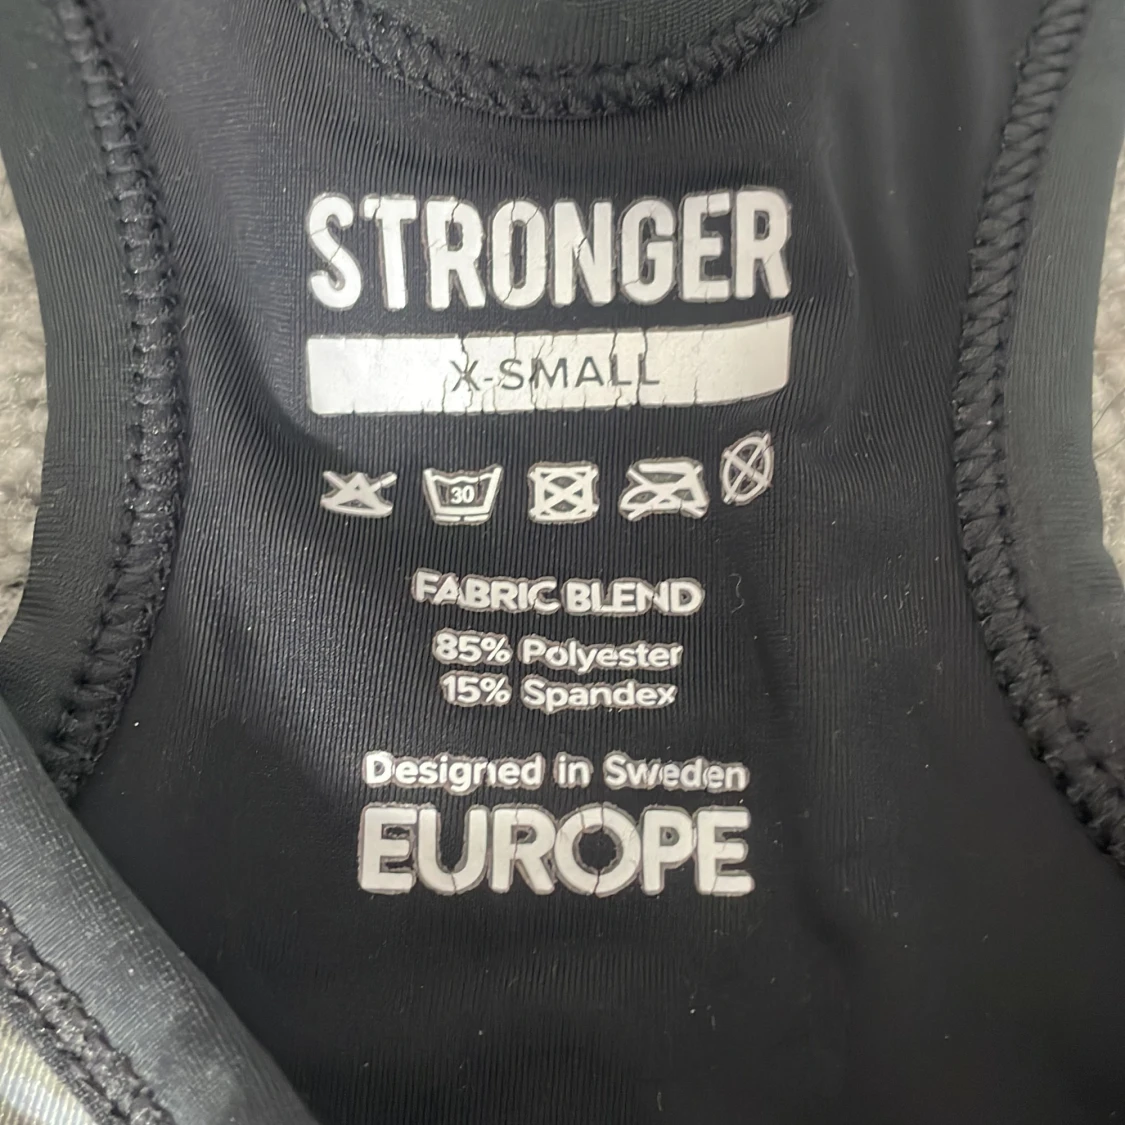 STRONGER
X-SMALL
30
FABRIC BLEND
85% Polyester
15% Spandex
Designed in Sweden
EUROPE